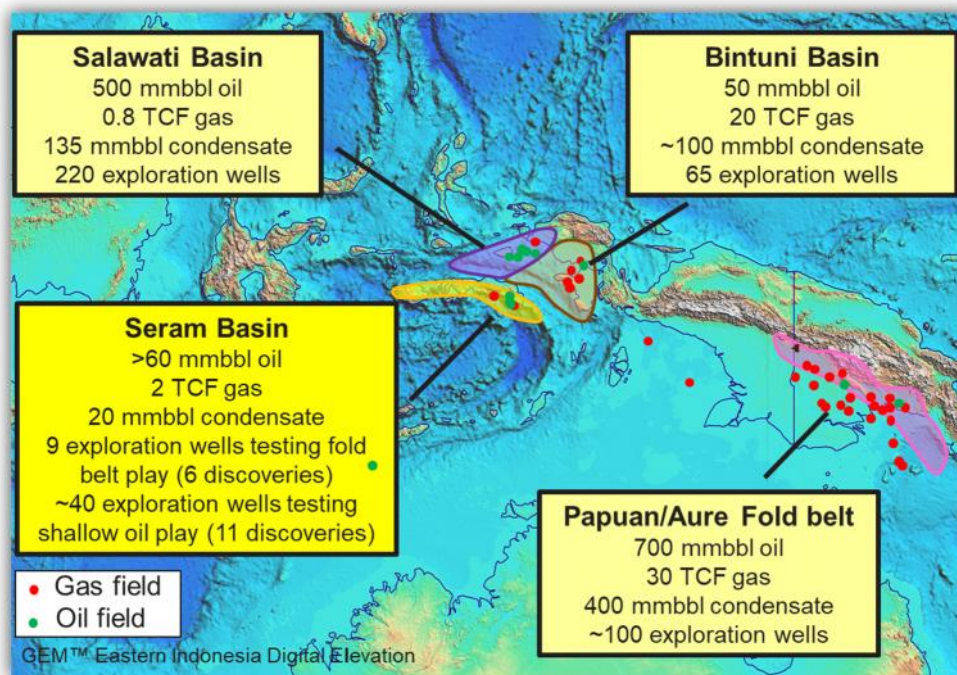 Salawati Basin
500 mmbbl oil
0.8 TCF gas
135 mmbbl condensate
220 exploration wells
Bintuni Basin
50 mmbbl oil
20 TCF gas
~100 mmbbl condensate
65 exploration wells
Seram Basin
>60 mmbbl oil
2 TCF gas
20 mmbbl condensate
9 exploration wells testing fold
belt play (6 discoveries)
~40 exploration wells testing
shallow oil play (11 discoveries)
Papuan/Aure Fold belt
700 mmbbl oil
30 TCF gas
400 mmbbl condensate
~100 exploration wells
Gas field
Oil field
GEM™ Eastern Indonesia Digital Elevation